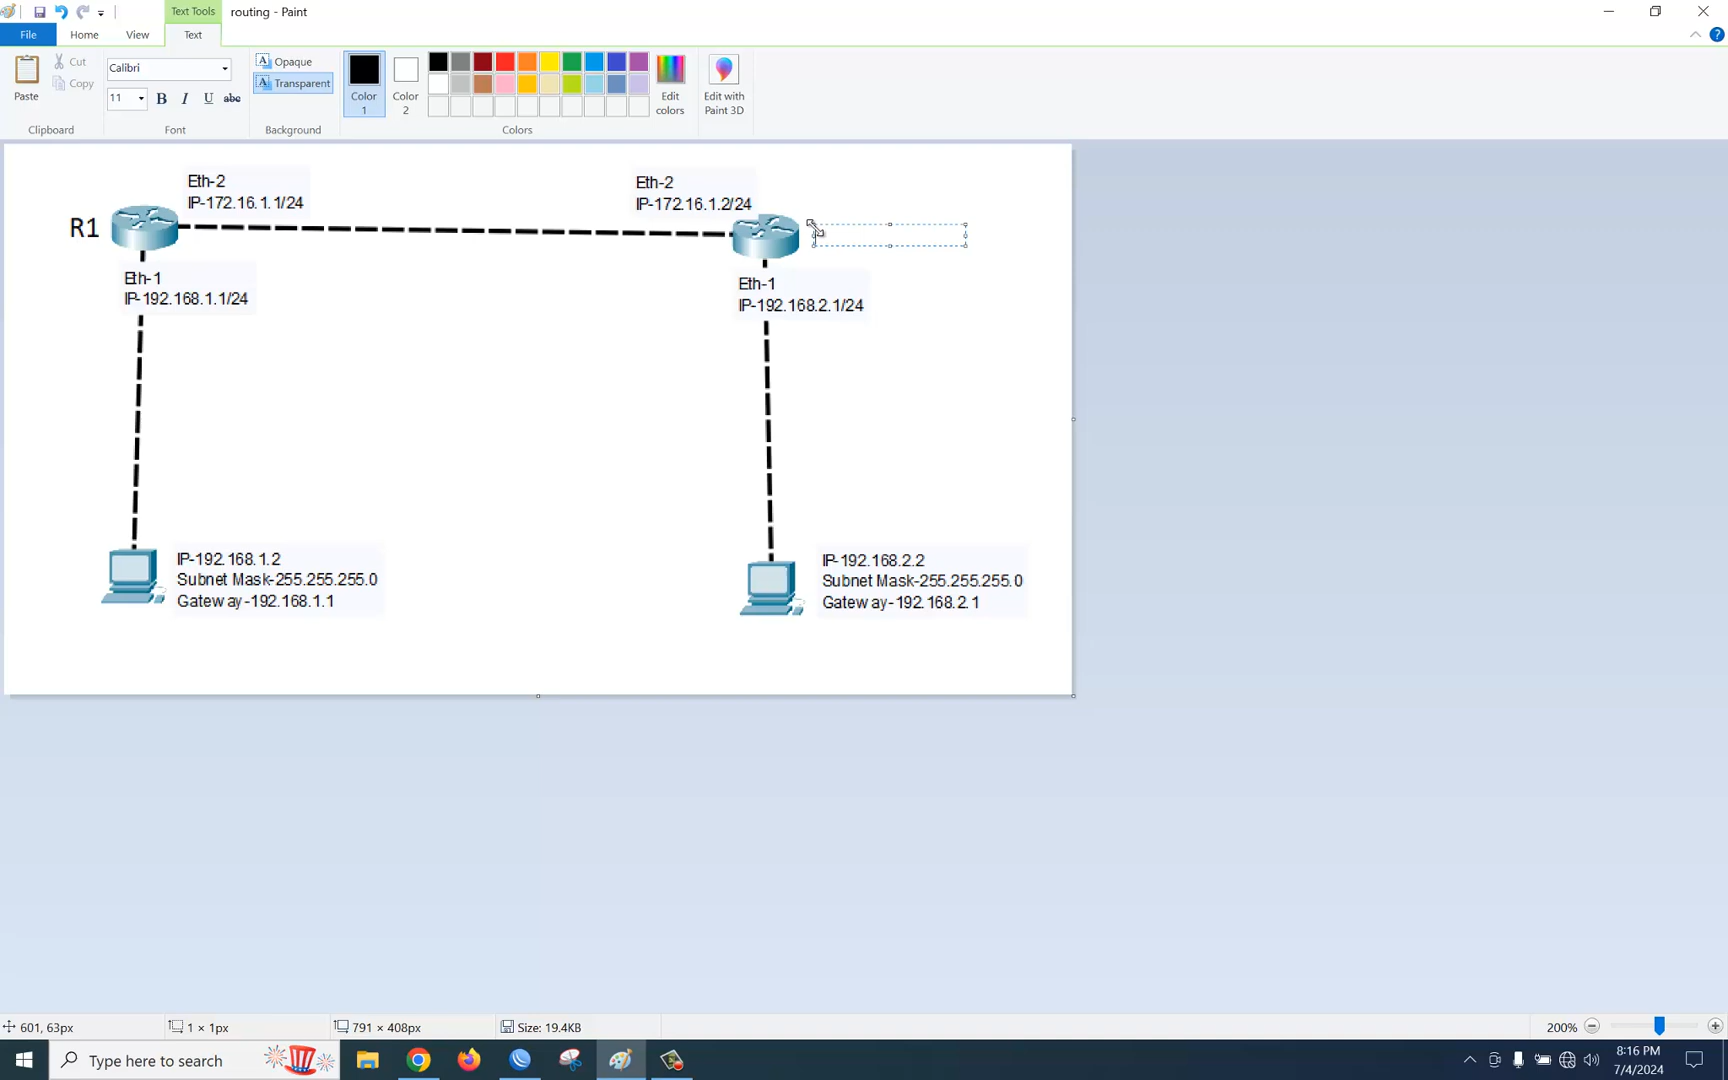 Text Tools
routing - Paint
File
Home
View
Text
Paste
Cut
Copy
Clipboard
Calibri
11
B I U abc
Font
Opaque
Transparent
Background
Color 1
Color 2
Edit colors
Colors
Edit with Paint 3D
Eth-2
IP-172.16.1.1/24
Eth-2
IP-172.16.1.2/24
R1
Eth-1
IP-192.168.1.1/24
Eth-1
IP-192.168.2.1/24
IP-192.168.1.2
Subnet Mask-255.255.255.0
Gateway-192.168.1.1
IP-192.168.2.2
Subnet Mask-255.255.255.0
Gateway-192.168.2.1
601, 63px
1 × 1px
791 × 408px
Size: 19.4KB
200%
Type here to search
8:16 PM
7/4/2024